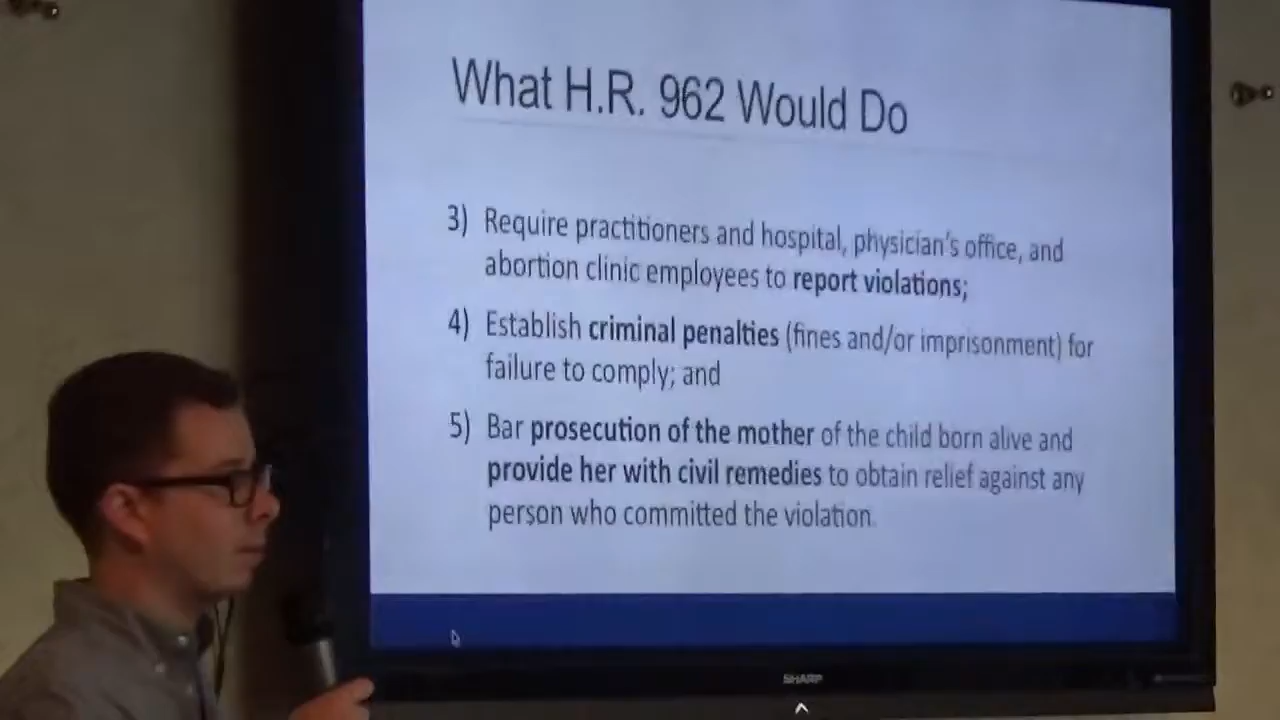 What H.R. 962 Would Do
3) Require practitioners and hospital, physician's office, and
abortion clinic employees to report violations;
4) Establish criminal penalties (fines and/or imprisonment) for
failure to comply; and
5) Bar prosecution of the mother of the child born alive and
provide her with civil remedies to obtain relief against any
person who committed the violation.
SHARP